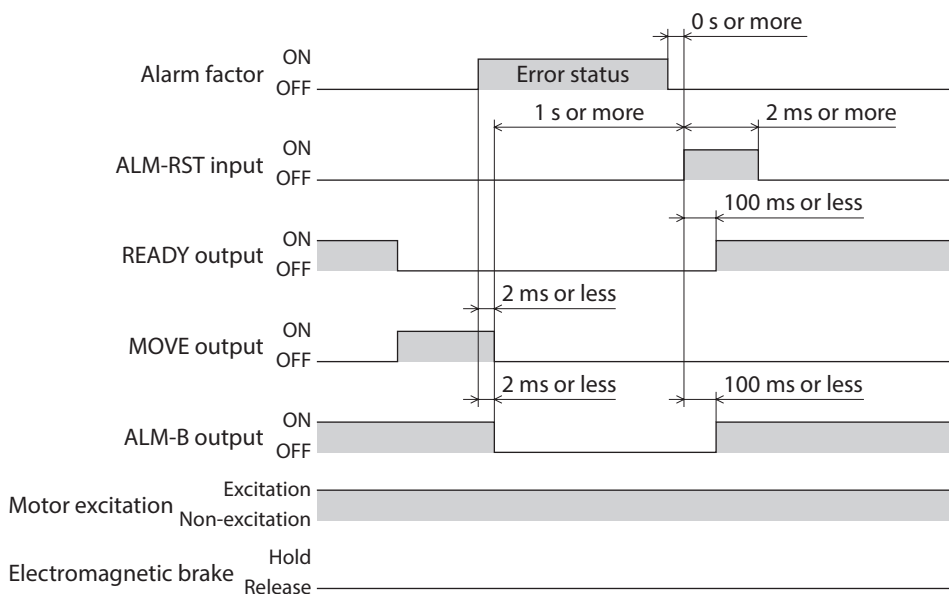 0 s or more
Alarm factor
ON
OFF
Error status
1 s or more
2 ms or more
ALM-RST input
ON
OFF
100 ms or less
READY output
ON
OFF
2 ms or less
MOVE output
ON
OFF
2 ms or less
100 ms or less
ALM-B output
ON
OFF
Motor excitation
Excitation
Non-excitation
Electromagnetic brake
Hold
Release